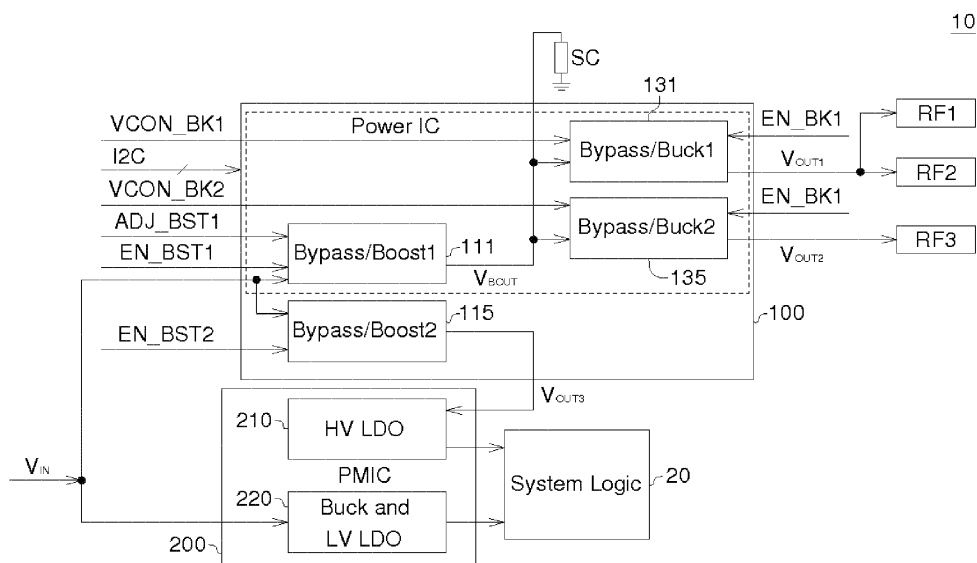 10
SC
131
VCON_BK1
Power IC
EN_BK1
RF1
I2C
Bypass/Buck1
VOUT1
RF2
VCON_BK2
EN_BK1
ADJ_BST1
Bypass/Buck2
EN_BST1
Bypass/Boost1
111
VBOUT
135
VOUT2
RF3
EN_BST2
Bypass/Boost2
115
100
VOUT3
210
HV LDO
VIN
PMIC
System Logic
20
220
Buck and
LV LDO
200